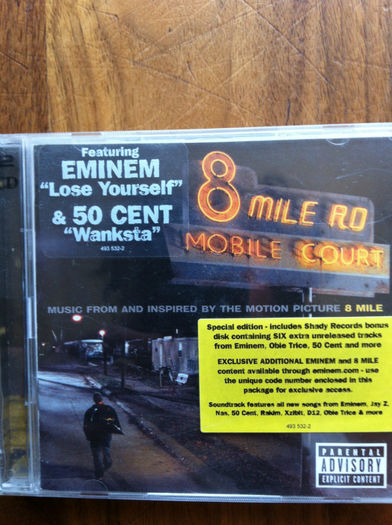 Featuring
EMINEM
"Lose Yourself"
& 50 CENT
"Wanksta"
493 532-2
8 MILE RD
MOBILE COURT
MUSIC FROM AND INSPIRED BY THE MOTION PICTURE 8 MILE
Special edition - includes Shady Records bonus
disk containing SIX extra unreleased tracks
from Eminem, Obie Trice, 50 Cent and more
EXCLUSIVE ADDITIONAL EMINEM and 8 MILE
content available through eminem.com - use
the unique code number enclosed in this
package for exclusive access.
Soundtrack features all new songs from Eminem, Jay Z,
Nas, 50 Cent, Rakim, Xzibit, D12, Obie Trice & more
493 532-2
PARENTAL
ADVISORY
EXPLICIT CONTENT